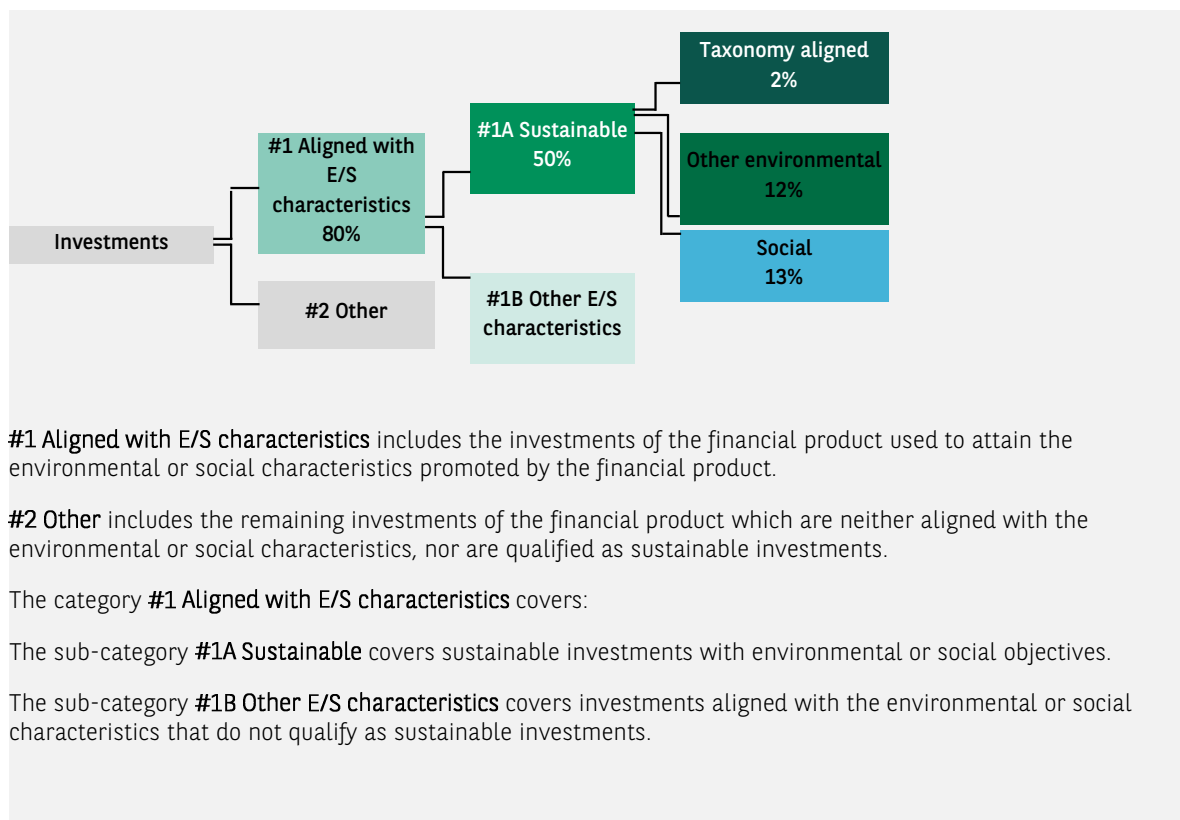 Investments
#1 Aligned with
E/S
characteristics
80%
#2 Other
#1A Sustainable
50%
#1B Other E/S
characteristics
Taxonomy aligned
2%
Other environmental
12%
Social
13%
#1 Aligned with E/S characteristics includes the investments of the financial product used to attain the
environmental or social characteristics promoted by the financial product.
#2 Other includes the remaining investments of the financial product which are neither aligned with the
environmental or social characteristics, nor are qualified as sustainable investments.
The category #1 Aligned with E/S characteristics covers:
The sub-category #1A Sustainable covers sustainable investments with environmental or social objectives.
The sub-category #1B Other E/S characteristics covers investments aligned with the environmental or social
characteristics that do not qualify as sustainable investments.